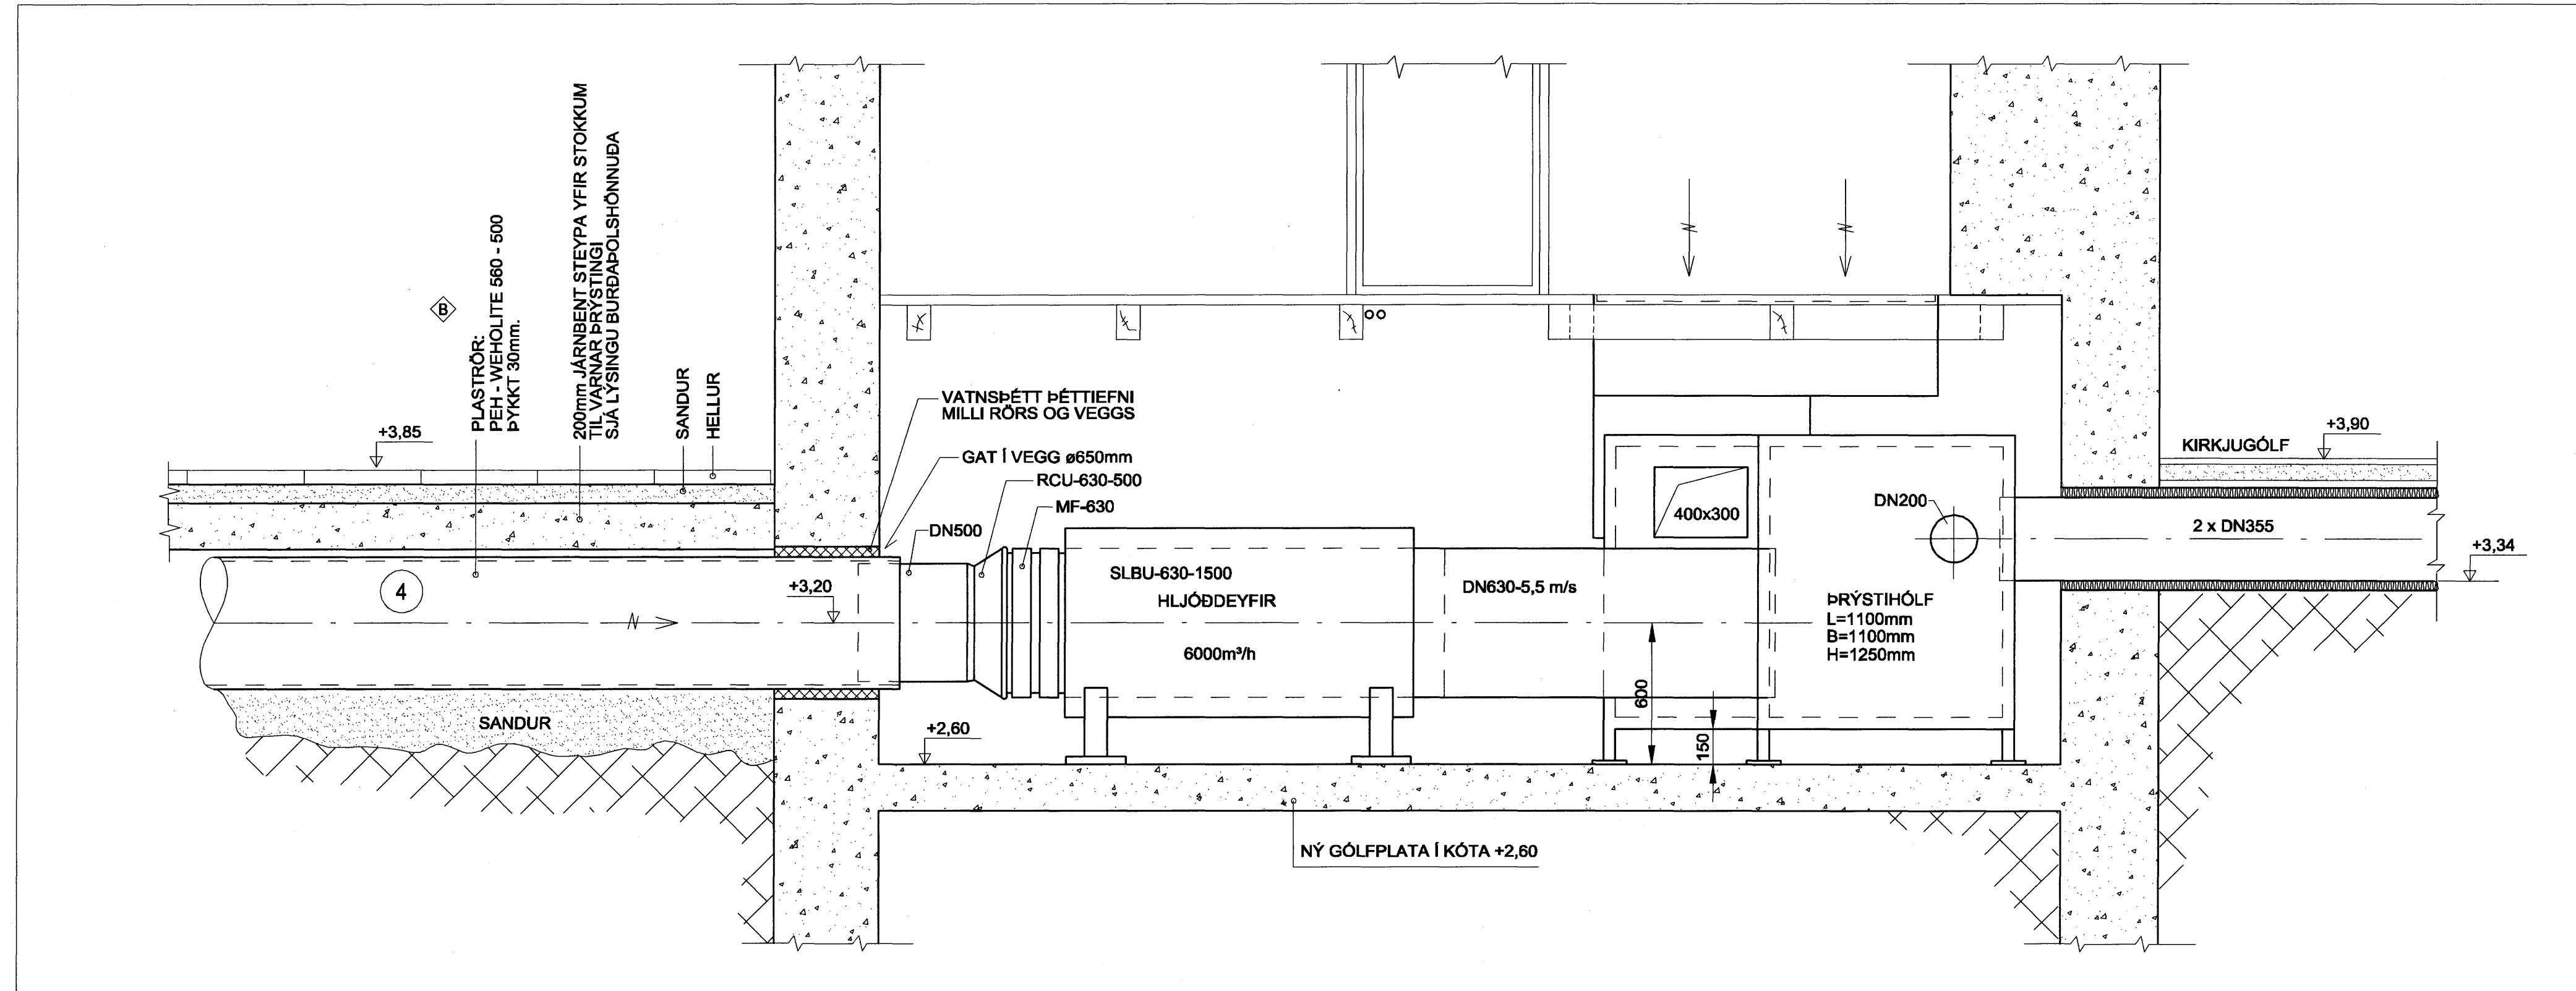 B
PLASTRÖR:
PEH - WEHOLITE 560 - 500
ÞYKKT 30mm.
200mm JÁRNBENT STEYPA YFIR STOKKUM
TIL VARNAR ÞRÝSTINGI
SJÁ LÝSINGU BURÐAÞOLSHÖNNUÐA
SANDUR
HELLUR
+3,85
VATNSÞÉTT ÞÉTTIEFNI
MILLI RÖRS OG VEGGS
GAT Í VEGG ø650mm
RCU-630-500
MF-630
DN500
4
+3,20
SLBU-630-1500
HLJÓÐDEYFIR
6000m³/h
DN630-5,5 m/s
400x300
DN200
ÞRÝSTIHÓLF
L=1100mm
B=1100mm
H=1250mm
600
150
KIRKJUGÓLF
+3,90
2 x DN355
+3,34
SANDUR
+2,60
NÝ GÓLFPLATA Í KÓTA +2,60